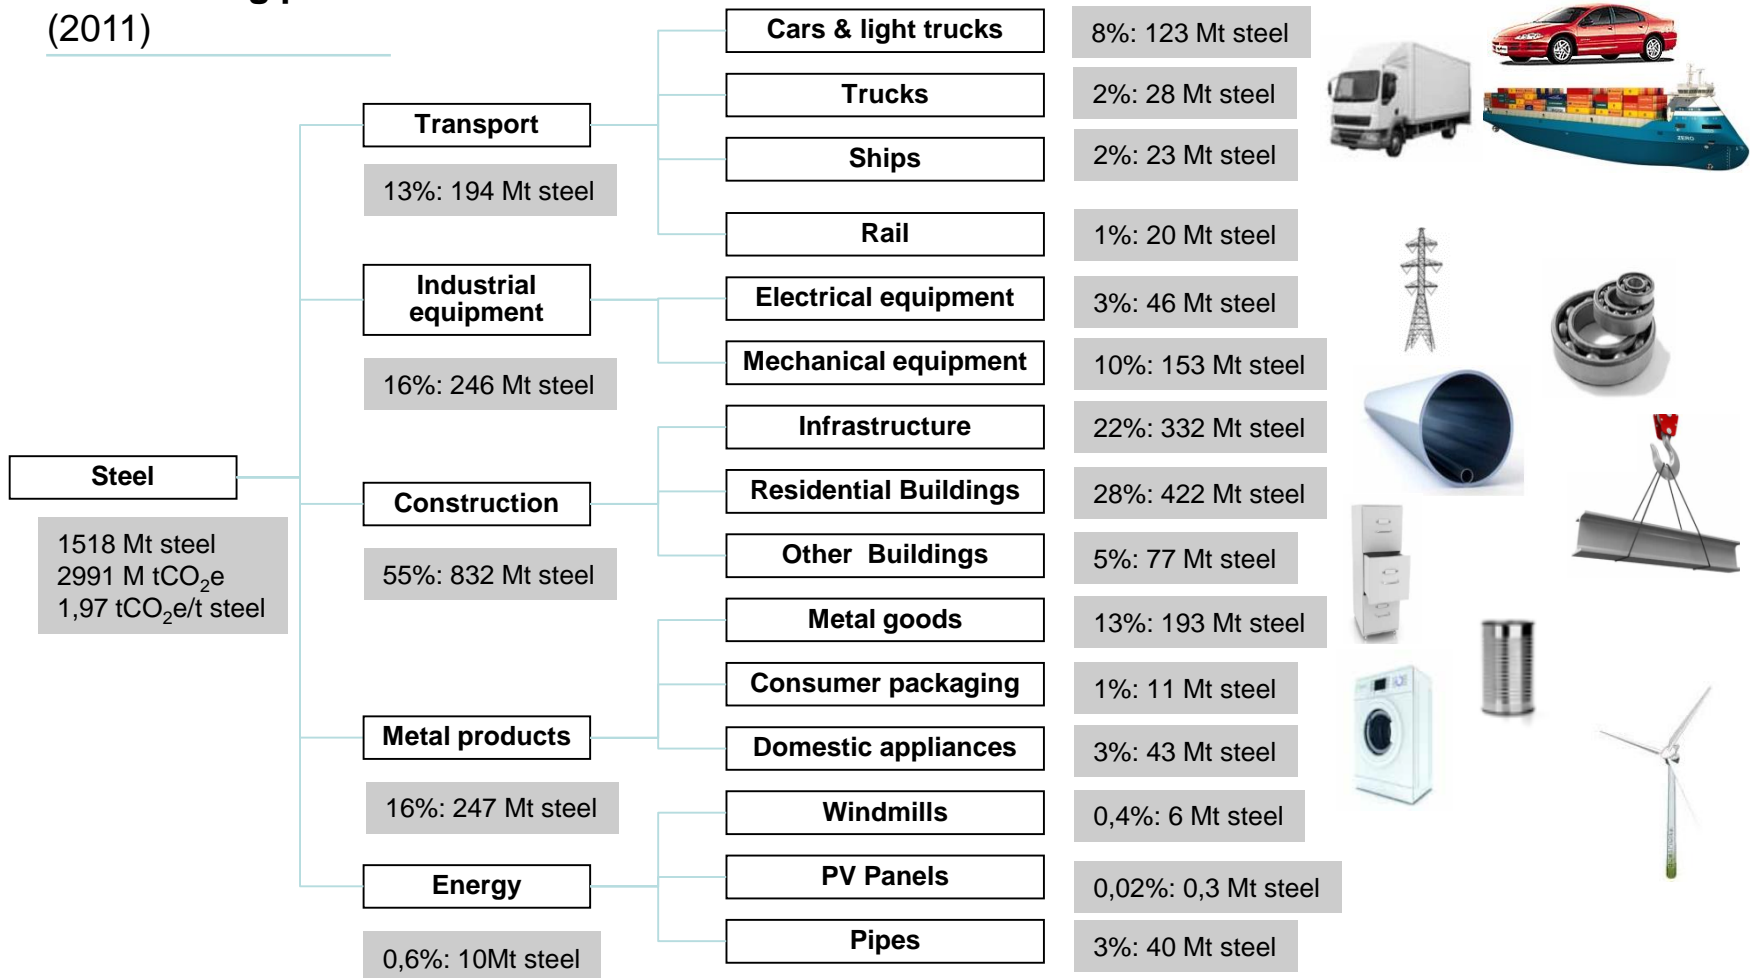 (2011)
Cars & light trucks
8%: 123 Mt steel
Trucks
2%: 28 Mt steel
Transport
Ships
2%: 23 Mt steel
13%: 194 Mt steel
Rail
1%: 20 Mt steel
Industrial
equipment
Electrical equipment
3%: 46 Mt steel
Mechanical equipment
10%: 153 Mt steel
16%: 246 Mt steel
Infrastructure
22%: 332 Mt steel
Steel
Residential Buildings
28%: 422 Mt steel
Construction
1518 Mt steel
2991 M tCO₂e
1,97 tCO₂e/t steel
Other Buildings
5%: 77 Mt steel
55%: 832 Mt steel
Metal goods
13%: 193 Mt steel
Consumer packaging
1%: 11 Mt steel
Metal products
Domestic appliances
3%: 43 Mt steel
16%: 247 Mt steel
Windmills
0,4%: 6 Mt steel
Energy
PV Panels
0,02%: 0,3 Mt steel
0,6%: 10Mt steel
Pipes
3%: 40 Mt steel
ZERO